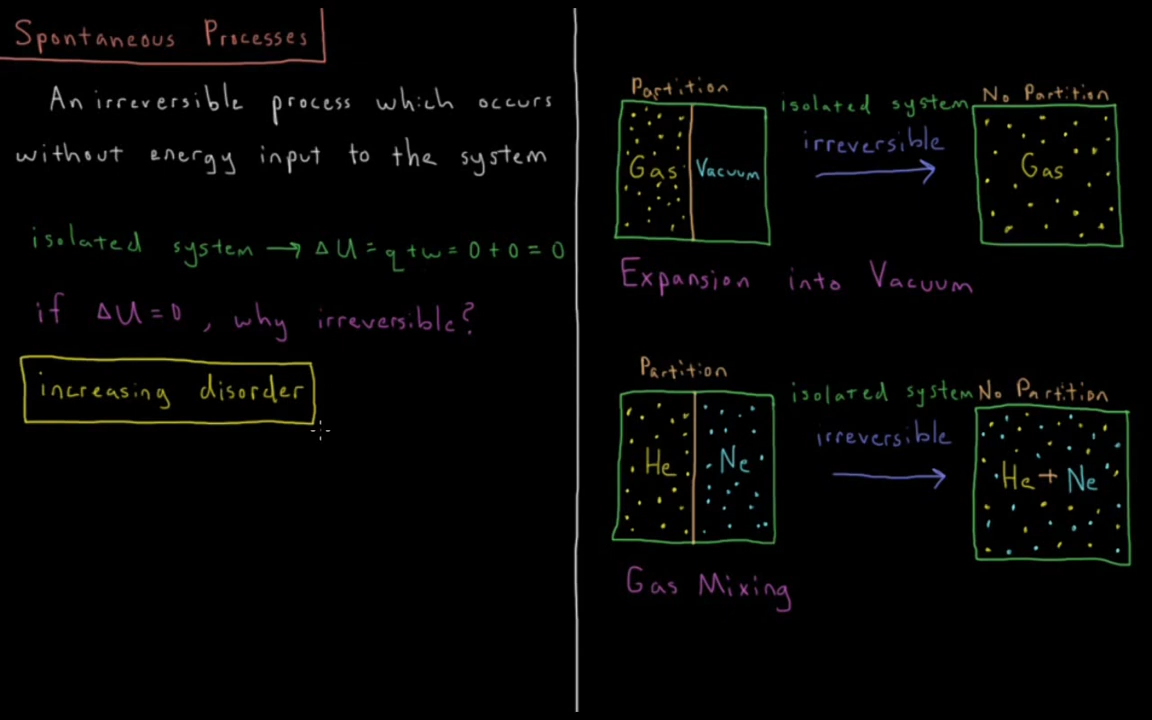 Spontaneous Processes
An irreversible process which occurs
without energy input to the system
isolated system → ΔU = q + w = 0 + 0 = 0
if ΔU = 0, why irreversible?
increasing disorder
Partition
isolated system
No Partition
irreversible
Gas
Vacuum
Gas
Expansion into Vacuum
Partition
isolated system
No Partition
irreversible
He
Ne
He + Ne
Gas Mixing